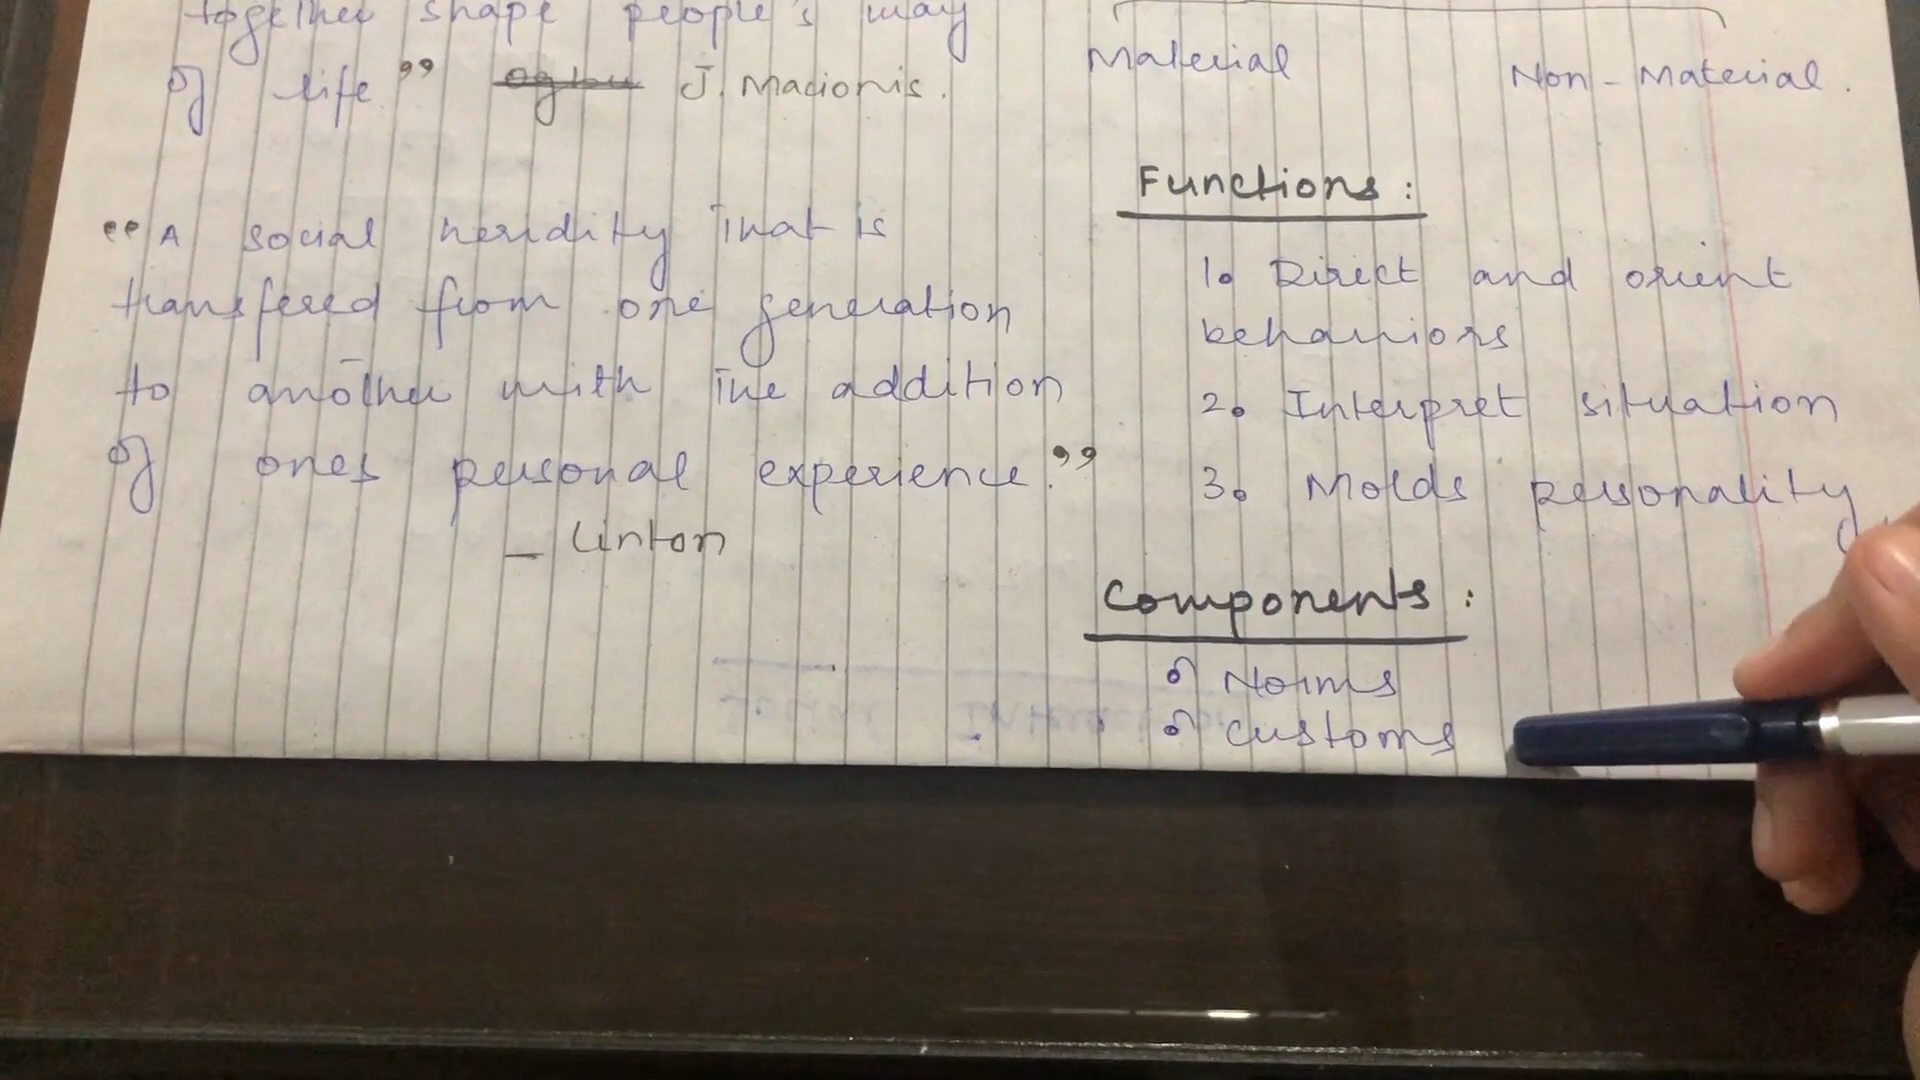 together shape people's way
of life" J. Macionis.
"A social heridity that is
transfered from one generation
to another with the addition
of ones personal experience."
_ Linton
Material Non-Material.
Functions:
1. Direct and orient
behaviors
2. Interpret situation
3. Molds personality
Components:
Norms
Customs